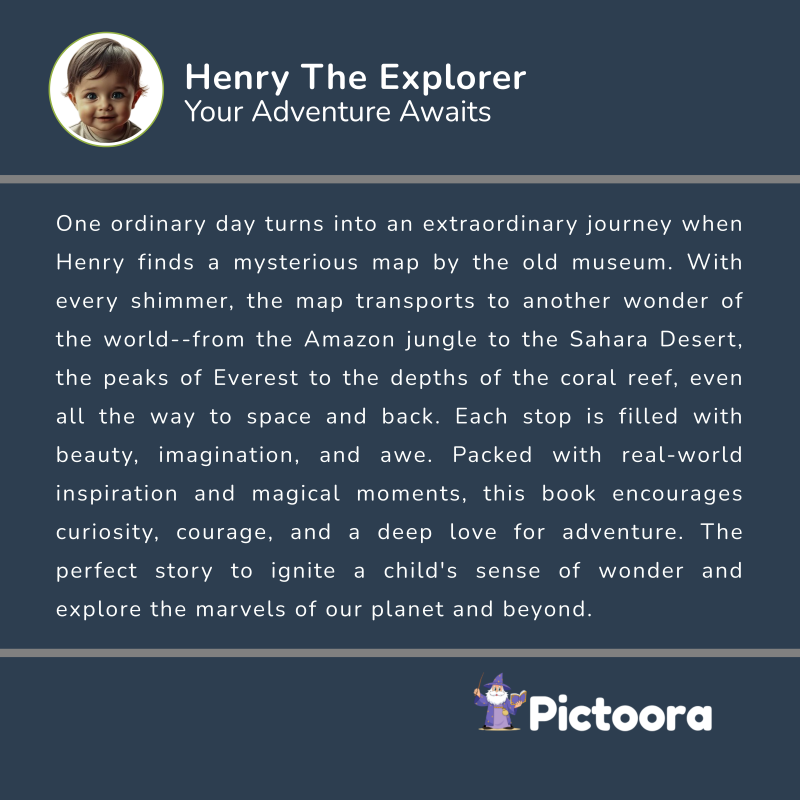 Henry The Explorer
Your Adventure Awaits
One ordinary day turns into an extraordinary journey when
Henry finds a mysterious map by the old museum. With
every shimmer, the map transports to another wonder of
the world--from the Amazon jungle to the Sahara Desert,
the peaks of Everest to the depths of the coral reef, even
all the way to space and back. Each stop is filled with
beauty, imagination, and awe. Packed with real-world
inspiration and magical moments, this book encourages
curiosity, courage, and a deep love for adventure. The
perfect story to ignite a child's sense of wonder and
explore the marvels of our planet and beyond.
Pictoora